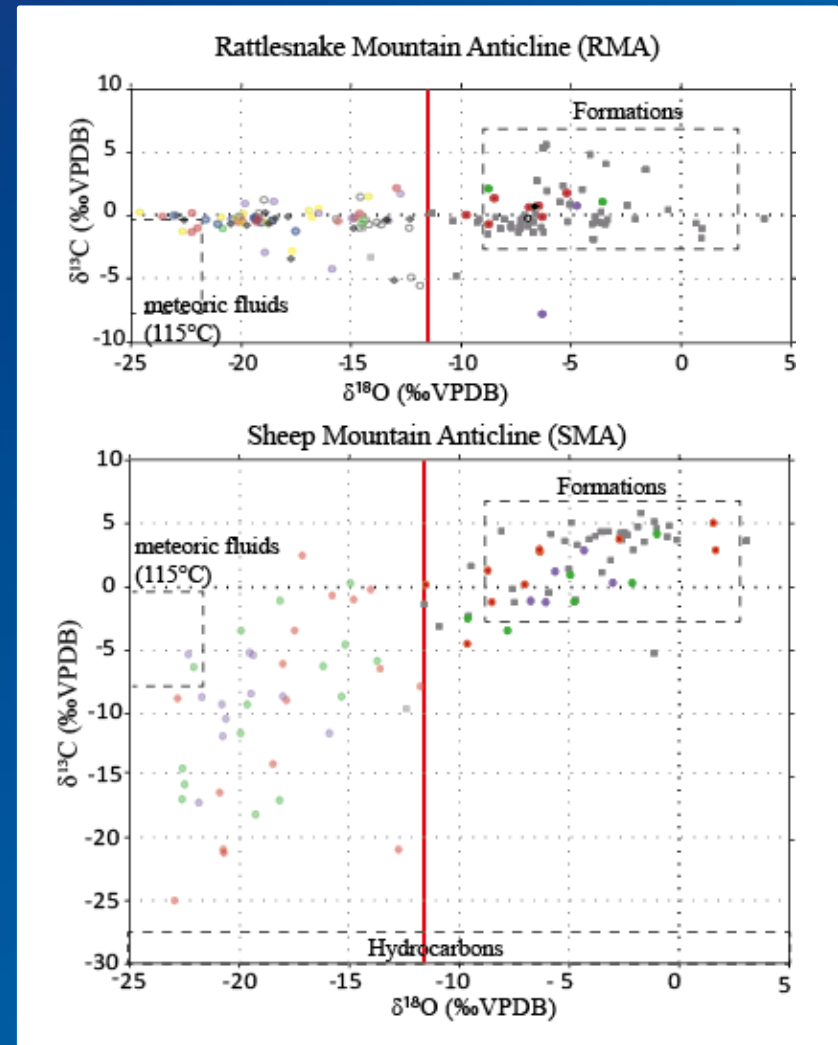 Rattlesnake Mountain Anticline (RMA)
10
5
0
-5
-10
δ¹³C (‰VPDB)
Formations
meteoric fluids
(115°C)
-25 -20 -15 -10 -5 0 5
δ¹⁸O (‰VPDB)
Sheep Mountain Anticline (SMA)
10
5
0
-5
-10
-15
-20
-25
-30
δ¹³C (‰VPDB)
Formations
meteoric fluids
(115°C)
Hydrocarbons
-25 -20 -15 -10 - 5 0 5
δ¹⁸O (‰VPDB)